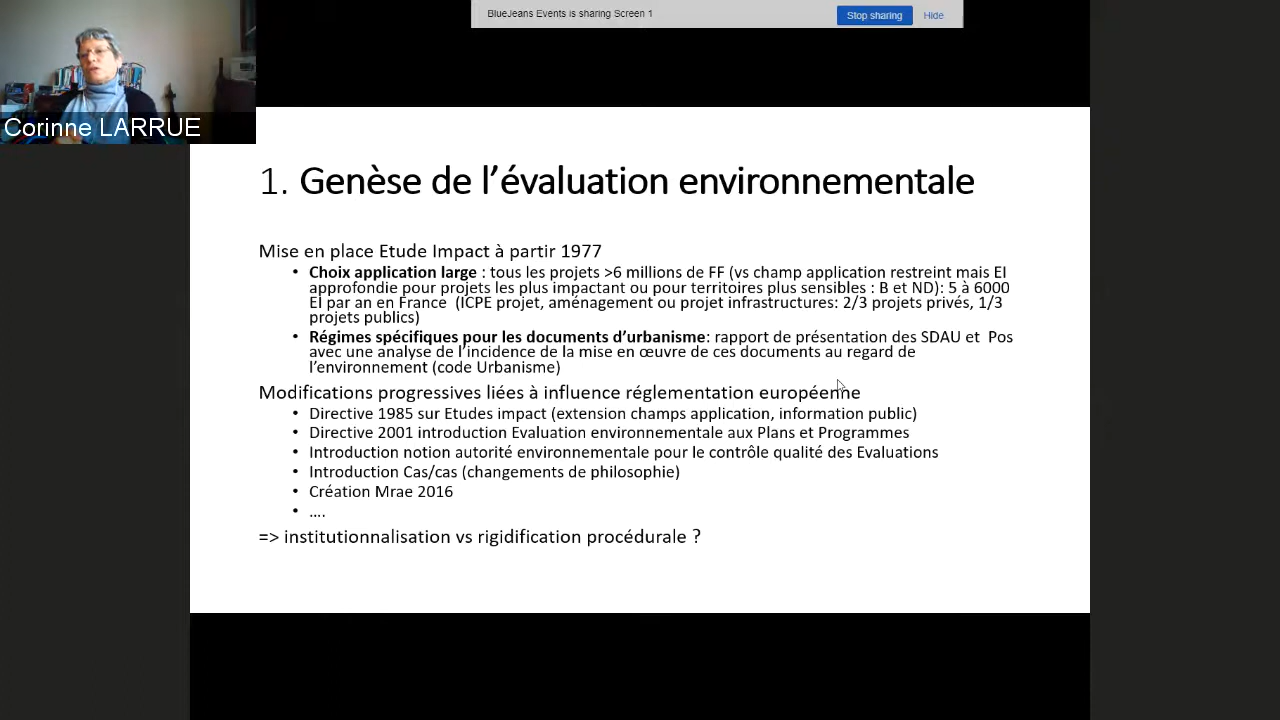 BlueJeans Events is sharing Screen 1
Stop sharing
Hide
Corinne LARRUE
1. Genèse de l’évaluation environnementale
Mise en place Etude Impact à partir 1977
• Choix application large : tous les projets >6 millions de FF (vs champ application restreint mais EI
approfondie pour projets les plus impactant ou pour territoires plus sensibles : B et ND): 5 à 6000
EI par an en France (ICPE projet, aménagement ou projet infrastructures: 2/3 projets privés, 1/3
projets publics)
• Régimes spécifiques pour les documents d’urbanisme: rapport de présentation des SDAU et Pos
avec une analyse de l’incidence de la mise en œuvre de ces documents au regard de
l’environnement (code Urbanisme)
Modifications progressives liées à influence réglementation européenne
• Directive 1985 sur Etudes impact (extension champs application, information public)
• Directive 2001 introduction Evaluation environnementale aux Plans et Programmes
• Introduction notion autorité environnementale pour le contrôle qualité des Evaluations
• Introduction Cas/cas (changements de philosophie)
• Création Mrae 2016
• ….
=> institutionnalisation vs rigidification procédurale ?